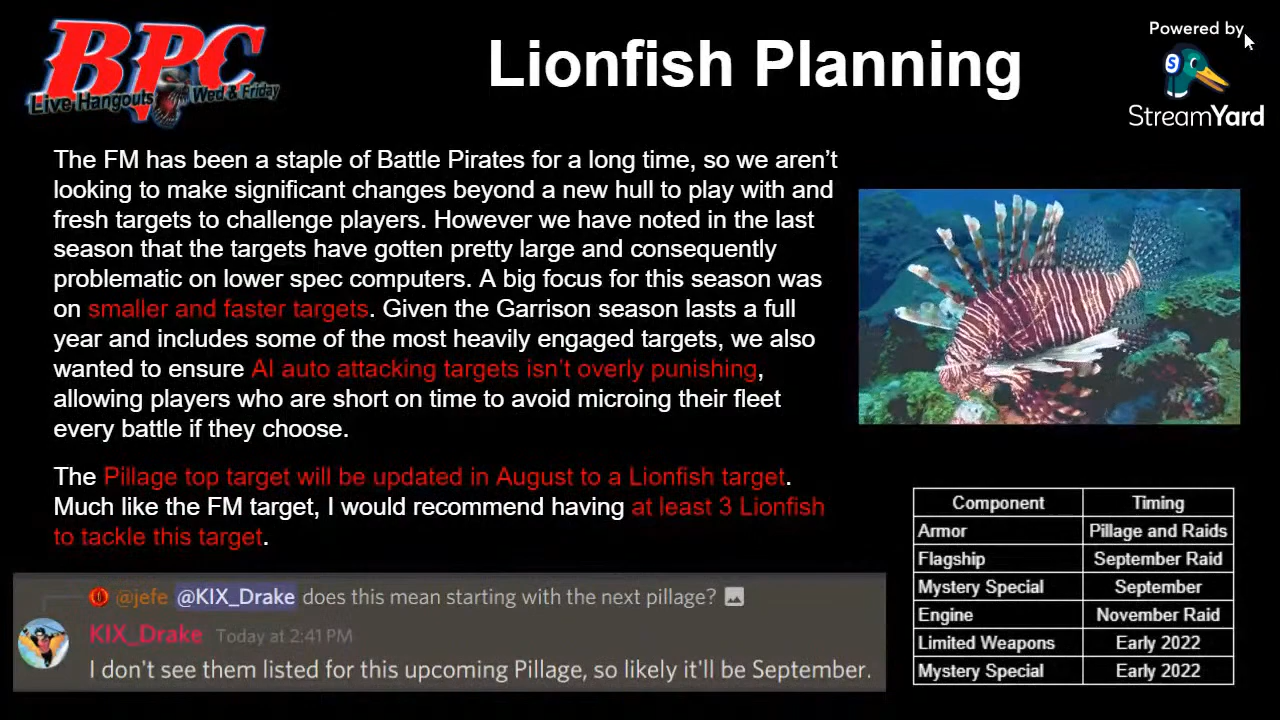 BPC
Live Hangouts Wed & Friday
Lionfish Planning
Powered by
S
StreamYard
The FM has been a staple of Battle Pirates for a long time, so we aren't
looking to make significant changes beyond a new hull to play with and
fresh targets to challenge players. However we have noted in the last
season that the targets have gotten pretty large and consequently
problematic on lower spec computers. A big focus for this season was
on smaller and faster targets. Given the Garrison season lasts a full
year and includes some of the most heavily engaged targets, we also
wanted to ensure AI auto attacking targets isn't overly punishing,
allowing players who are short on time to avoid microing their fleet
every battle if they choose.
The Pillage top target will be updated in August to a Lionfish target.
Much like the FM target, I would recommend having at least 3 Lionfish
to tackle this target.
Component Timing
Armor Pillage and Raids
Flagship September Raid
Mystery Special September
Engine November Raid
Limited Weapons Early 2022
Mystery Special Early 2022
@jefe @KIX_Drake does this mean starting with the next pillage?
KIX_Drake Today at 2:41 PM
I don't see them listed for this upcoming Pillage, so likely it'll be September.